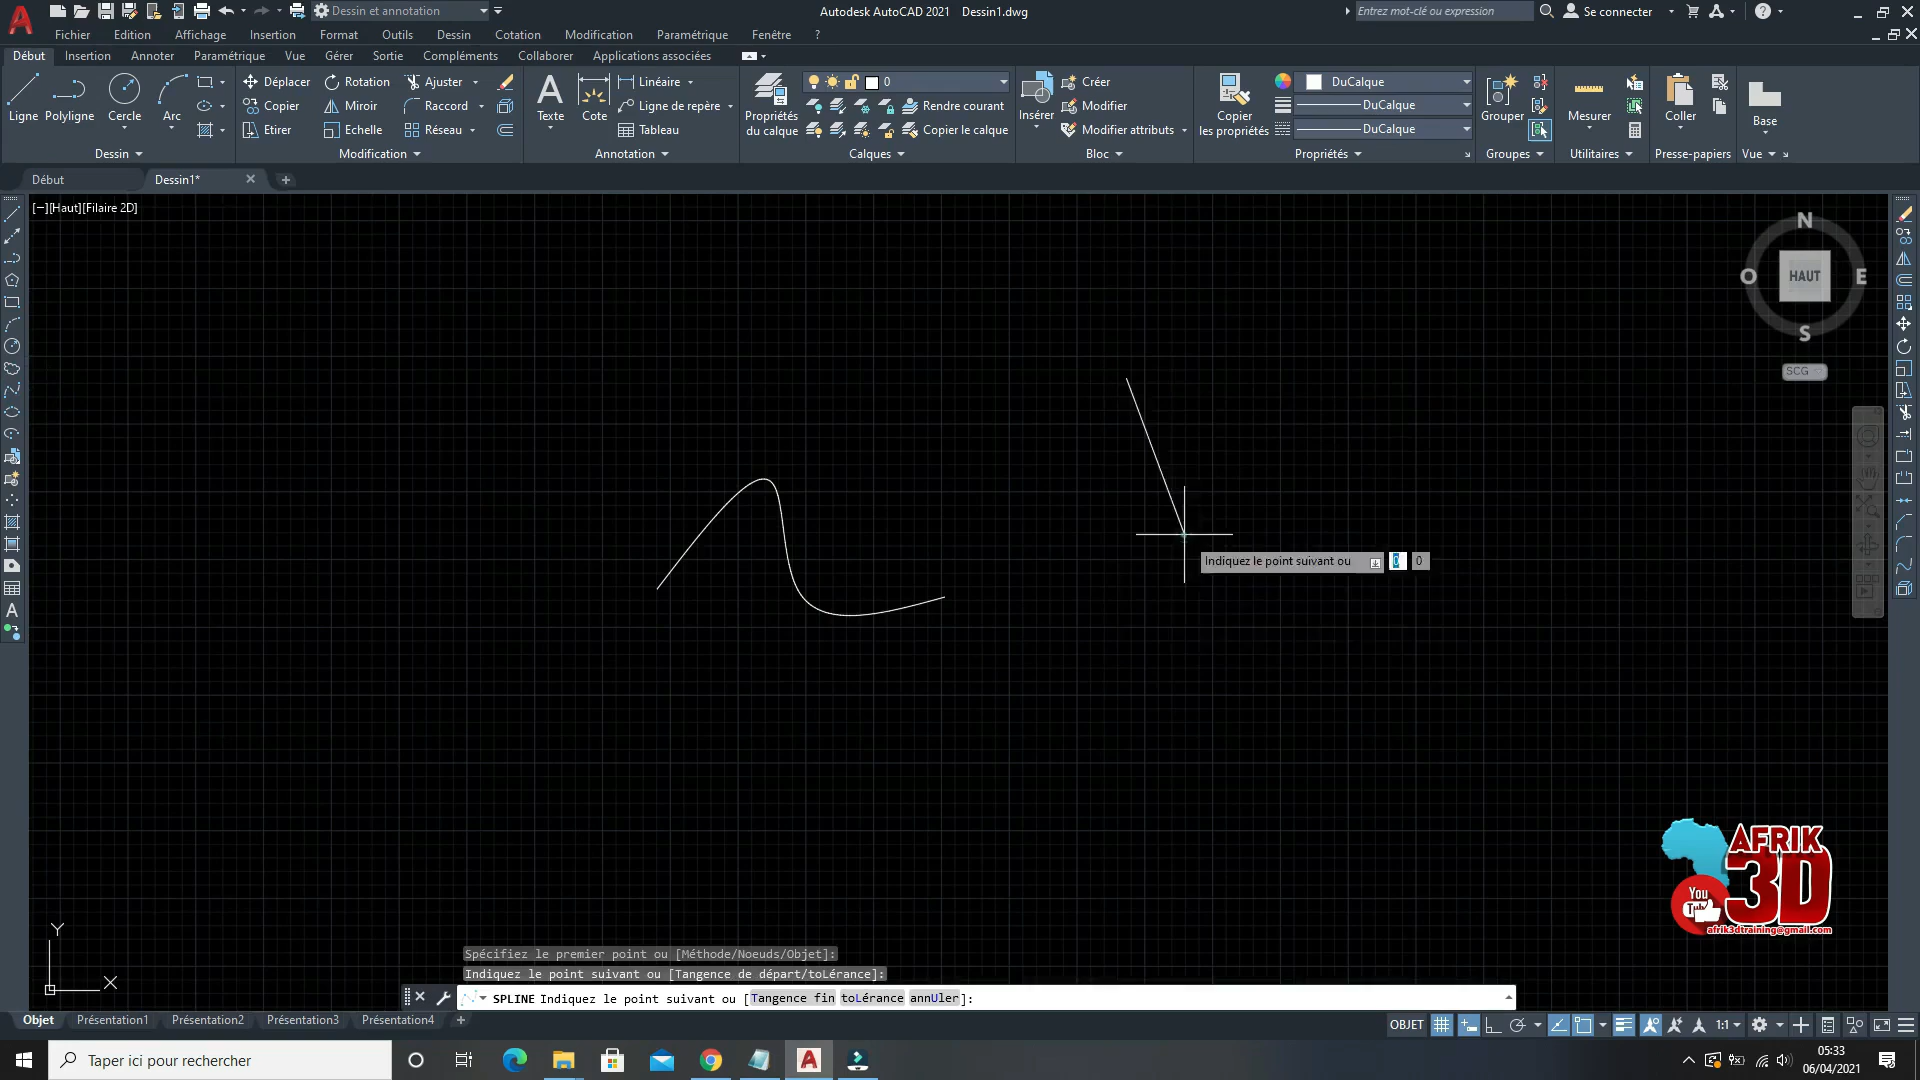 Dessin et annotation
Autodesk AutoCAD 2021 Dessin1.dwg
Entrez mot-clé ou expression
Se connecter
Fichier Edition Affichage Insertion Format Outils Dessin Cotation Modification Paramétrique Fenêtre ?
Début Insertion Annoter Paramétrique Vue Gérer Sortie Compléments Collaborer Applications associées
Ligne Polyligne Cercle Arc
Déplacer Rotation Ajuster
Copier Miroir Raccord
Etirer Echelle Réseau
A
Texte Cote
Linéaire
Ligne de repère
Tableau
Propriétés
du calque
0
Rendre courant
Copier le calque
Insérer
Créer
Modifier
Modifier attributs
Copier
les propriétés
DuCalque
DuCalque
DuCalque
Grouper
Mesurer
Coller
Base
Dessin Modification Annotation Calques Bloc Propriétés Groupes Utilitaires Presse-papiers Vue
Début Dessin1*
[−][Haut][Filaire 2D]
N
O HAUT E
S
SCG
A
Indiquez le point suivant ou 0 0
AFRIK
3D
You
Tube
afrik3dtraining@gmail.com
Y
X
Spécifiez le premier point ou [Méthode/Noeuds/Objet]:
Indiquez le point suivant ou [Tangence de départ/toLérance]:
SPLINE Indiquez le point suivant ou [Tangence fin toLérance annUler]:
Objet Présentation1 Présentation2 Présentation3 Présentation4 +
OBJET 1:1
Taper ici pour rechercher
A
05:33
06/04/2021